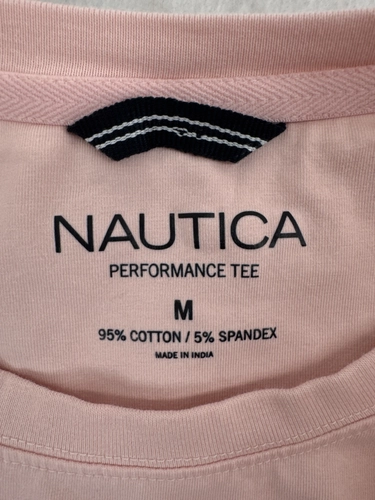 NAUTICA
PERFORMANCE TEE
M
95% COTTON / 5% SPANDEX
MADE IN INDIA